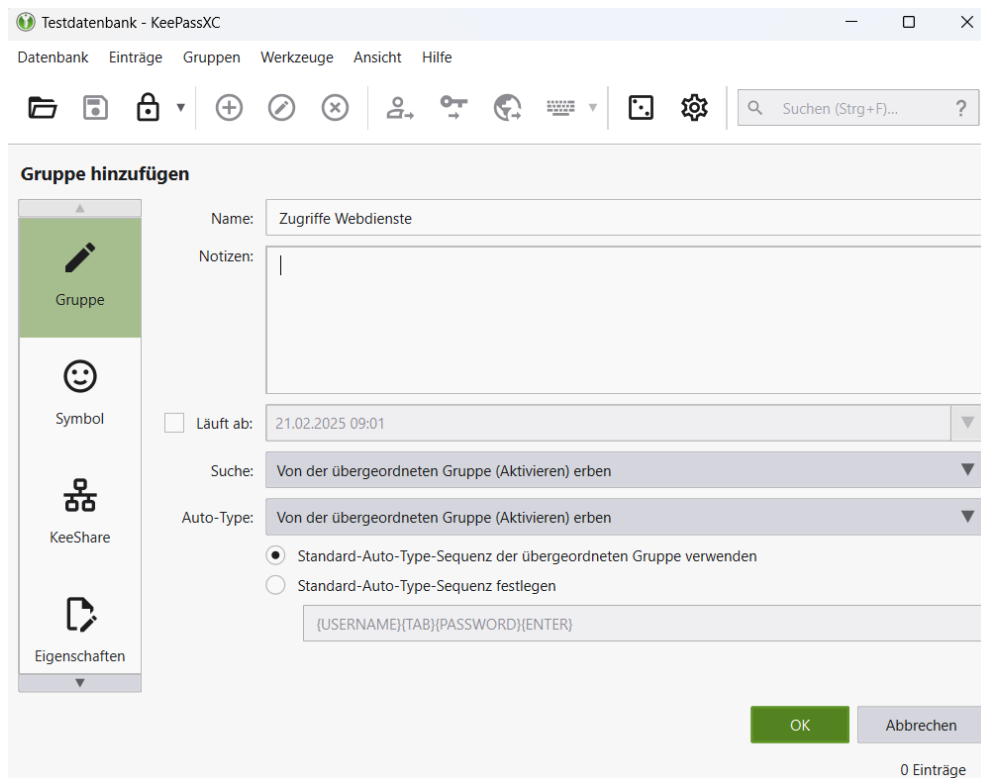 Testdatenbank - KeePassXC
Datenbank Einträge Gruppen Werkzeuge Ansicht Hilfe
Suchen (Strg+F)... ?
Gruppe hinzufügen
Name: Zugriffe Webdienste
Notizen:
Gruppe
Symbol
Läuft ab: 21.02.2025 09:01
Suche: Von der übergeordneten Gruppe (Aktivieren) erben
KeeShare
Auto-Type: Von der übergeordneten Gruppe (Aktivieren) erben
Standard-Auto-Type-Sequenz der übergeordneten Gruppe verwenden
Standard-Auto-Type-Sequenz festlegen
{USERNAME}{TAB}{PASSWORD}{ENTER}
Eigenschaften
OK Abbrechen
0 Einträge